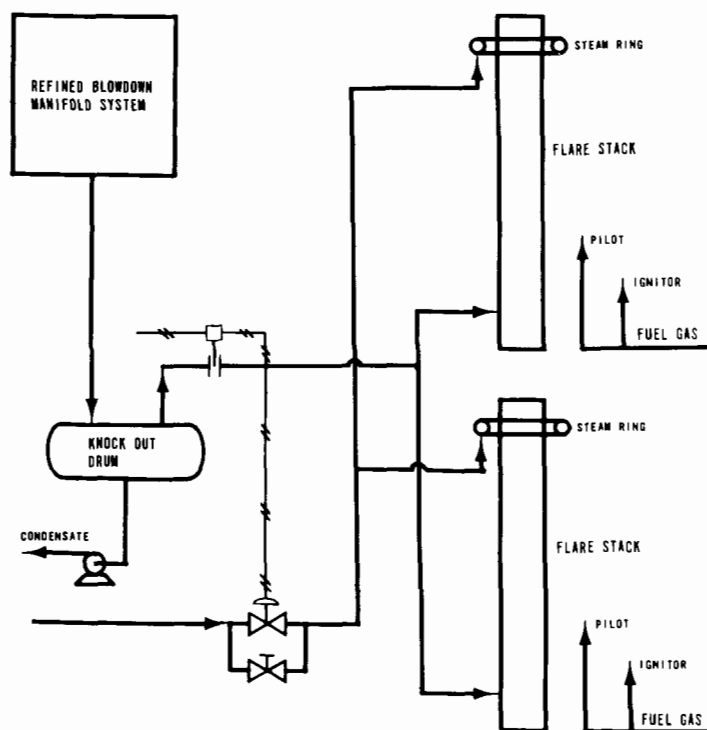 REFINED BLOWDOWN
MANIFOLD SYSTEM
STEAM RING
FLARE STACK
PILOT
IGNITOR
FUEL GAS
KNOCK OUT
DRUM
STEAM RING
CONDENSATE
FLARE STACK
PILOT
IGNITOR
FUEL GAS